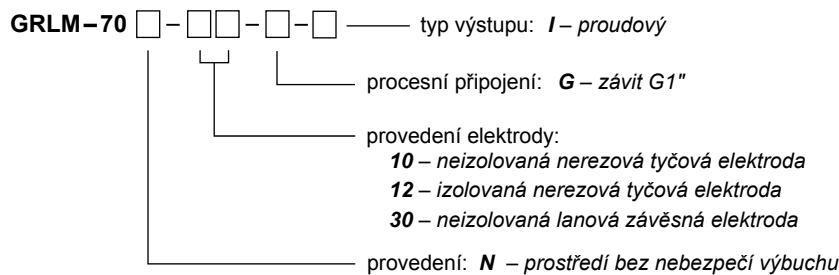 GRLM–70 □ – □□ – □ – □ typ výstupu: I – proudový
procesní připojení: G – závit G1"
provedení elektrody:
10 – neizolovaná nerezová tyčová elektroda
12 – izolovaná nerezová tyčová elektroda
30 – neizolovaná lanová závěsná elektroda
provedení: N – prostředí bez nebezpečí výbuchu